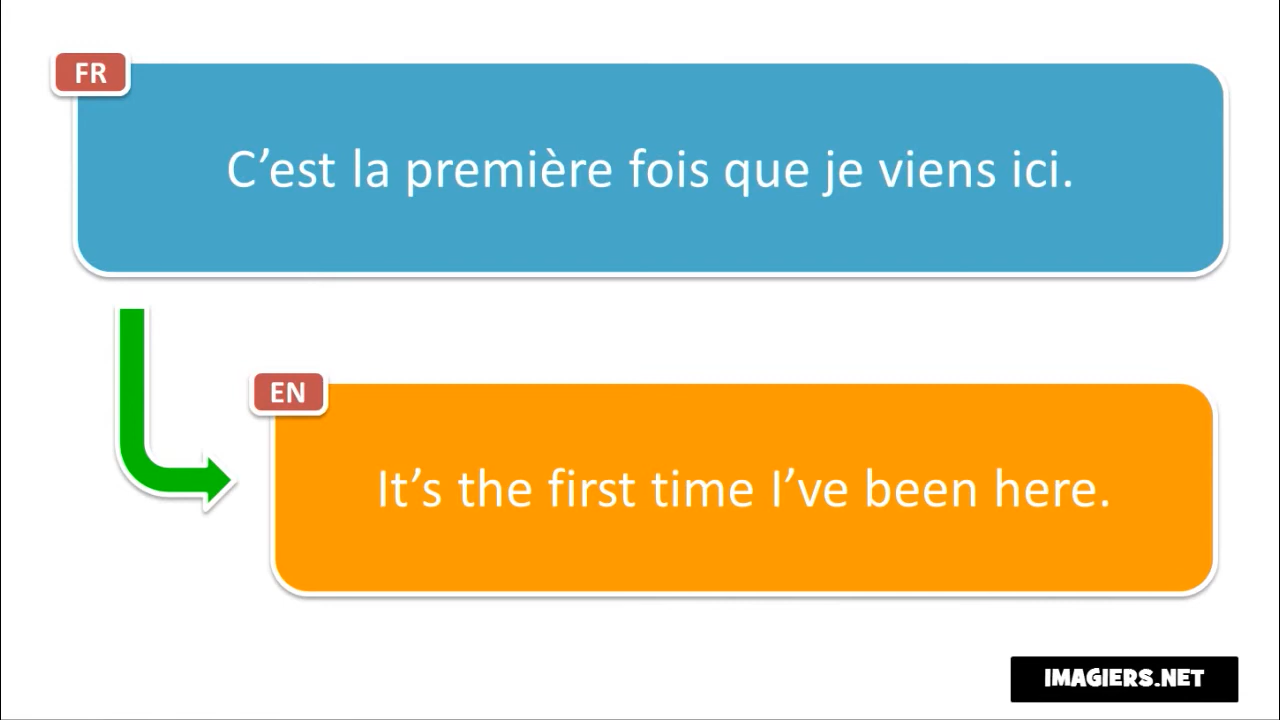 FR
C’est la première fois que je viens ici.
EN
It’s the first time I’ve been here.
IMAGIERS.NET